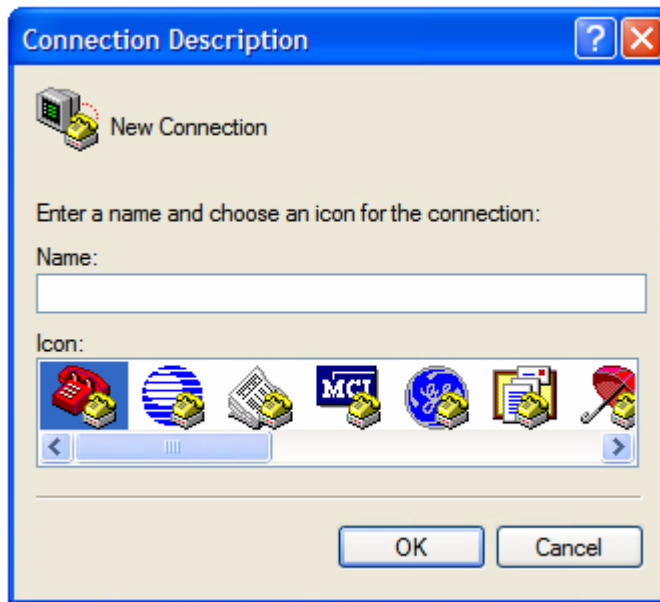 Connection Description
New Connection
Enter a name and choose an icon for the connection:
Name:
Icon:
MCI
OK Cancel